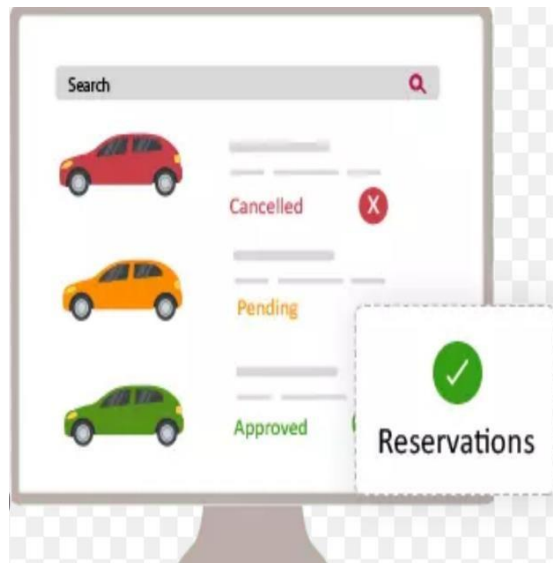 Search
Cancelled
X
Pending
Approved
Reservations